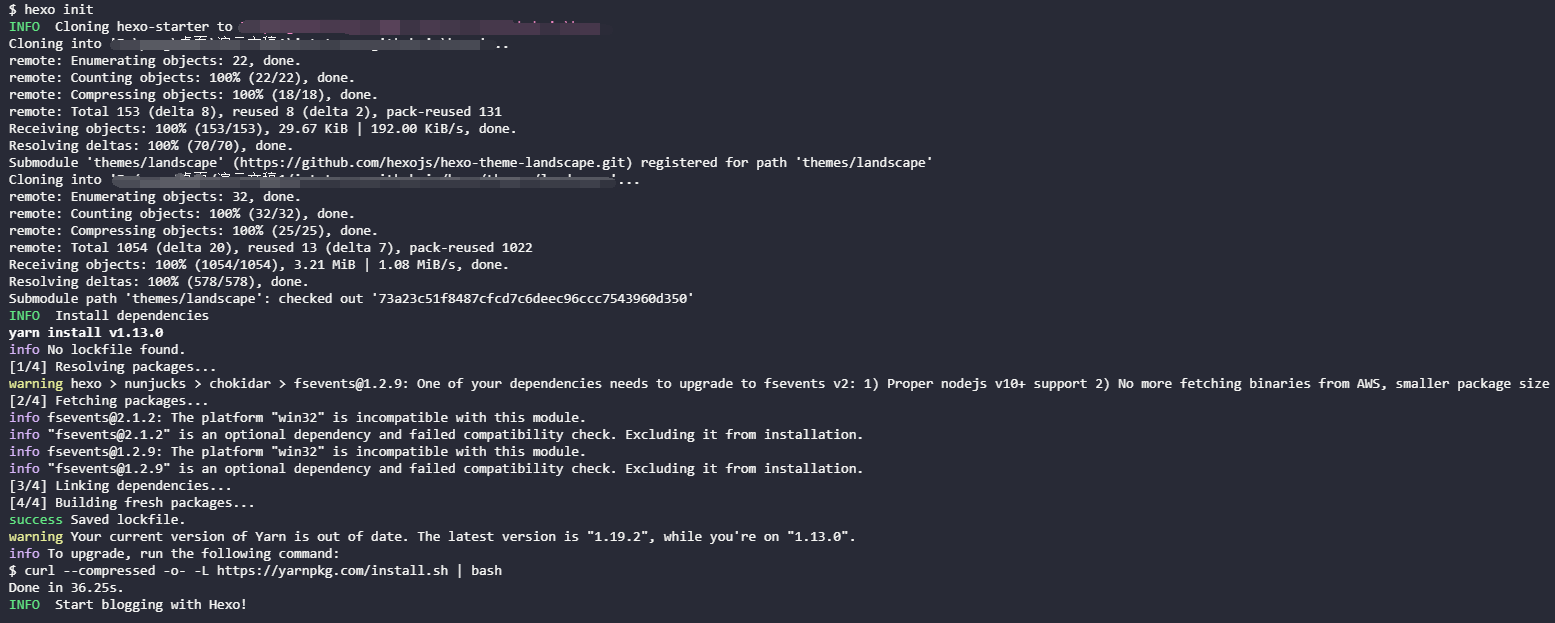 $ hexo init
INFO  Cloning hexo-starter to
Cloning into ...
remote: Enumerating objects: 22, done.
remote: Counting objects: 100% (22/22), done.
remote: Compressing objects: 100% (18/18), done.
remote: Total 153 (delta 8), reused 8 (delta 2), pack-reused 131
Receiving objects: 100% (153/153), 29.67 KiB | 192.00 KiB/s, done.
Resolving deltas: 100% (70/70), done.
Submodule 'themes/landscape' (https://github.com/hexojs/hexo-theme-landscape.git) registered for path 'themes/landscape'
Cloning into ...
remote: Enumerating objects: 32, done.
remote: Counting objects: 100% (32/32), done.
remote: Compressing objects: 100% (25/25), done.
remote: Total 1054 (delta 20), reused 13 (delta 7), pack-reused 1022
Receiving objects: 100% (1054/1054), 3.21 MiB | 1.08 MiB/s, done.
Resolving deltas: 100% (578/578), done.
Submodule path 'themes/landscape': checked out '73a23c51f8487cfcd7c6deec96ccc7543960d350'
INFO  Install dependencies
yarn install v1.13.0
info No lockfile found.
[1/4] Resolving packages...
warning hexo > nunjucks > chokidar > fsevents@1.2.9: One of your dependencies needs to upgrade to fsevents v2: 1) Proper nodejs v10+ support 2) No more fetching binaries from AWS, smaller package size
[2/4] Fetching packages...
info fsevents@2.1.2: The platform "win32" is incompatible with this module.
info "fsevents@2.1.2" is an optional dependency and failed compatibility check. Excluding it from installation.
info fsevents@1.2.9: The platform "win32" is incompatible with this module.
info "fsevents@1.2.9" is an optional dependency and failed compatibility check. Excluding it from installation.
[3/4] Linking dependencies...
[4/4] Building fresh packages...
success Saved lockfile.
warning Your current version of Yarn is out of date. The latest version is "1.19.2", while you're on "1.13.0".
info To upgrade, run the following command:
$ curl --compressed -o- -L https://yarnpkg.com/install.sh | bash
Done in 36.25s.
INFO  Start blogging with Hexo!